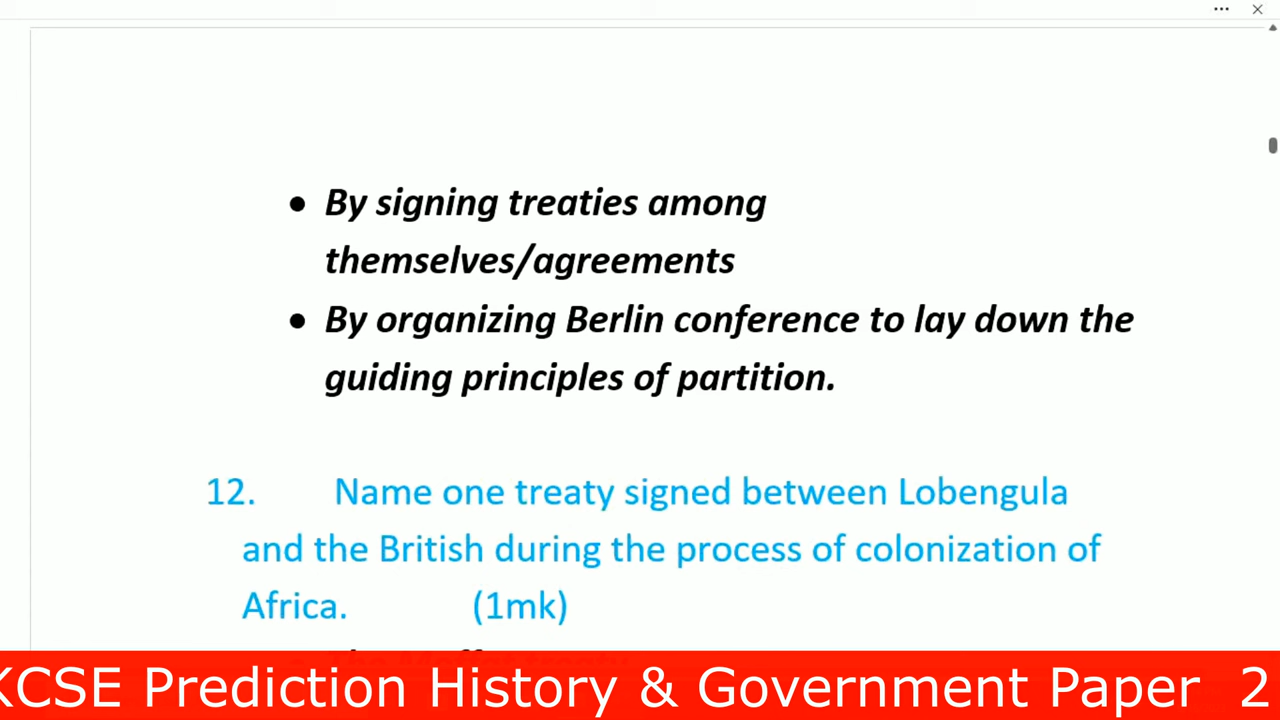 • By signing treaties among
themselves/agreements
• By organizing Berlin conference to lay down the
guiding principles of partition.
12. Name one treaty signed between Lobengula
and the British during the process of colonization of
Africa. (1mk)
KCSE Prediction History & Government Paper 2